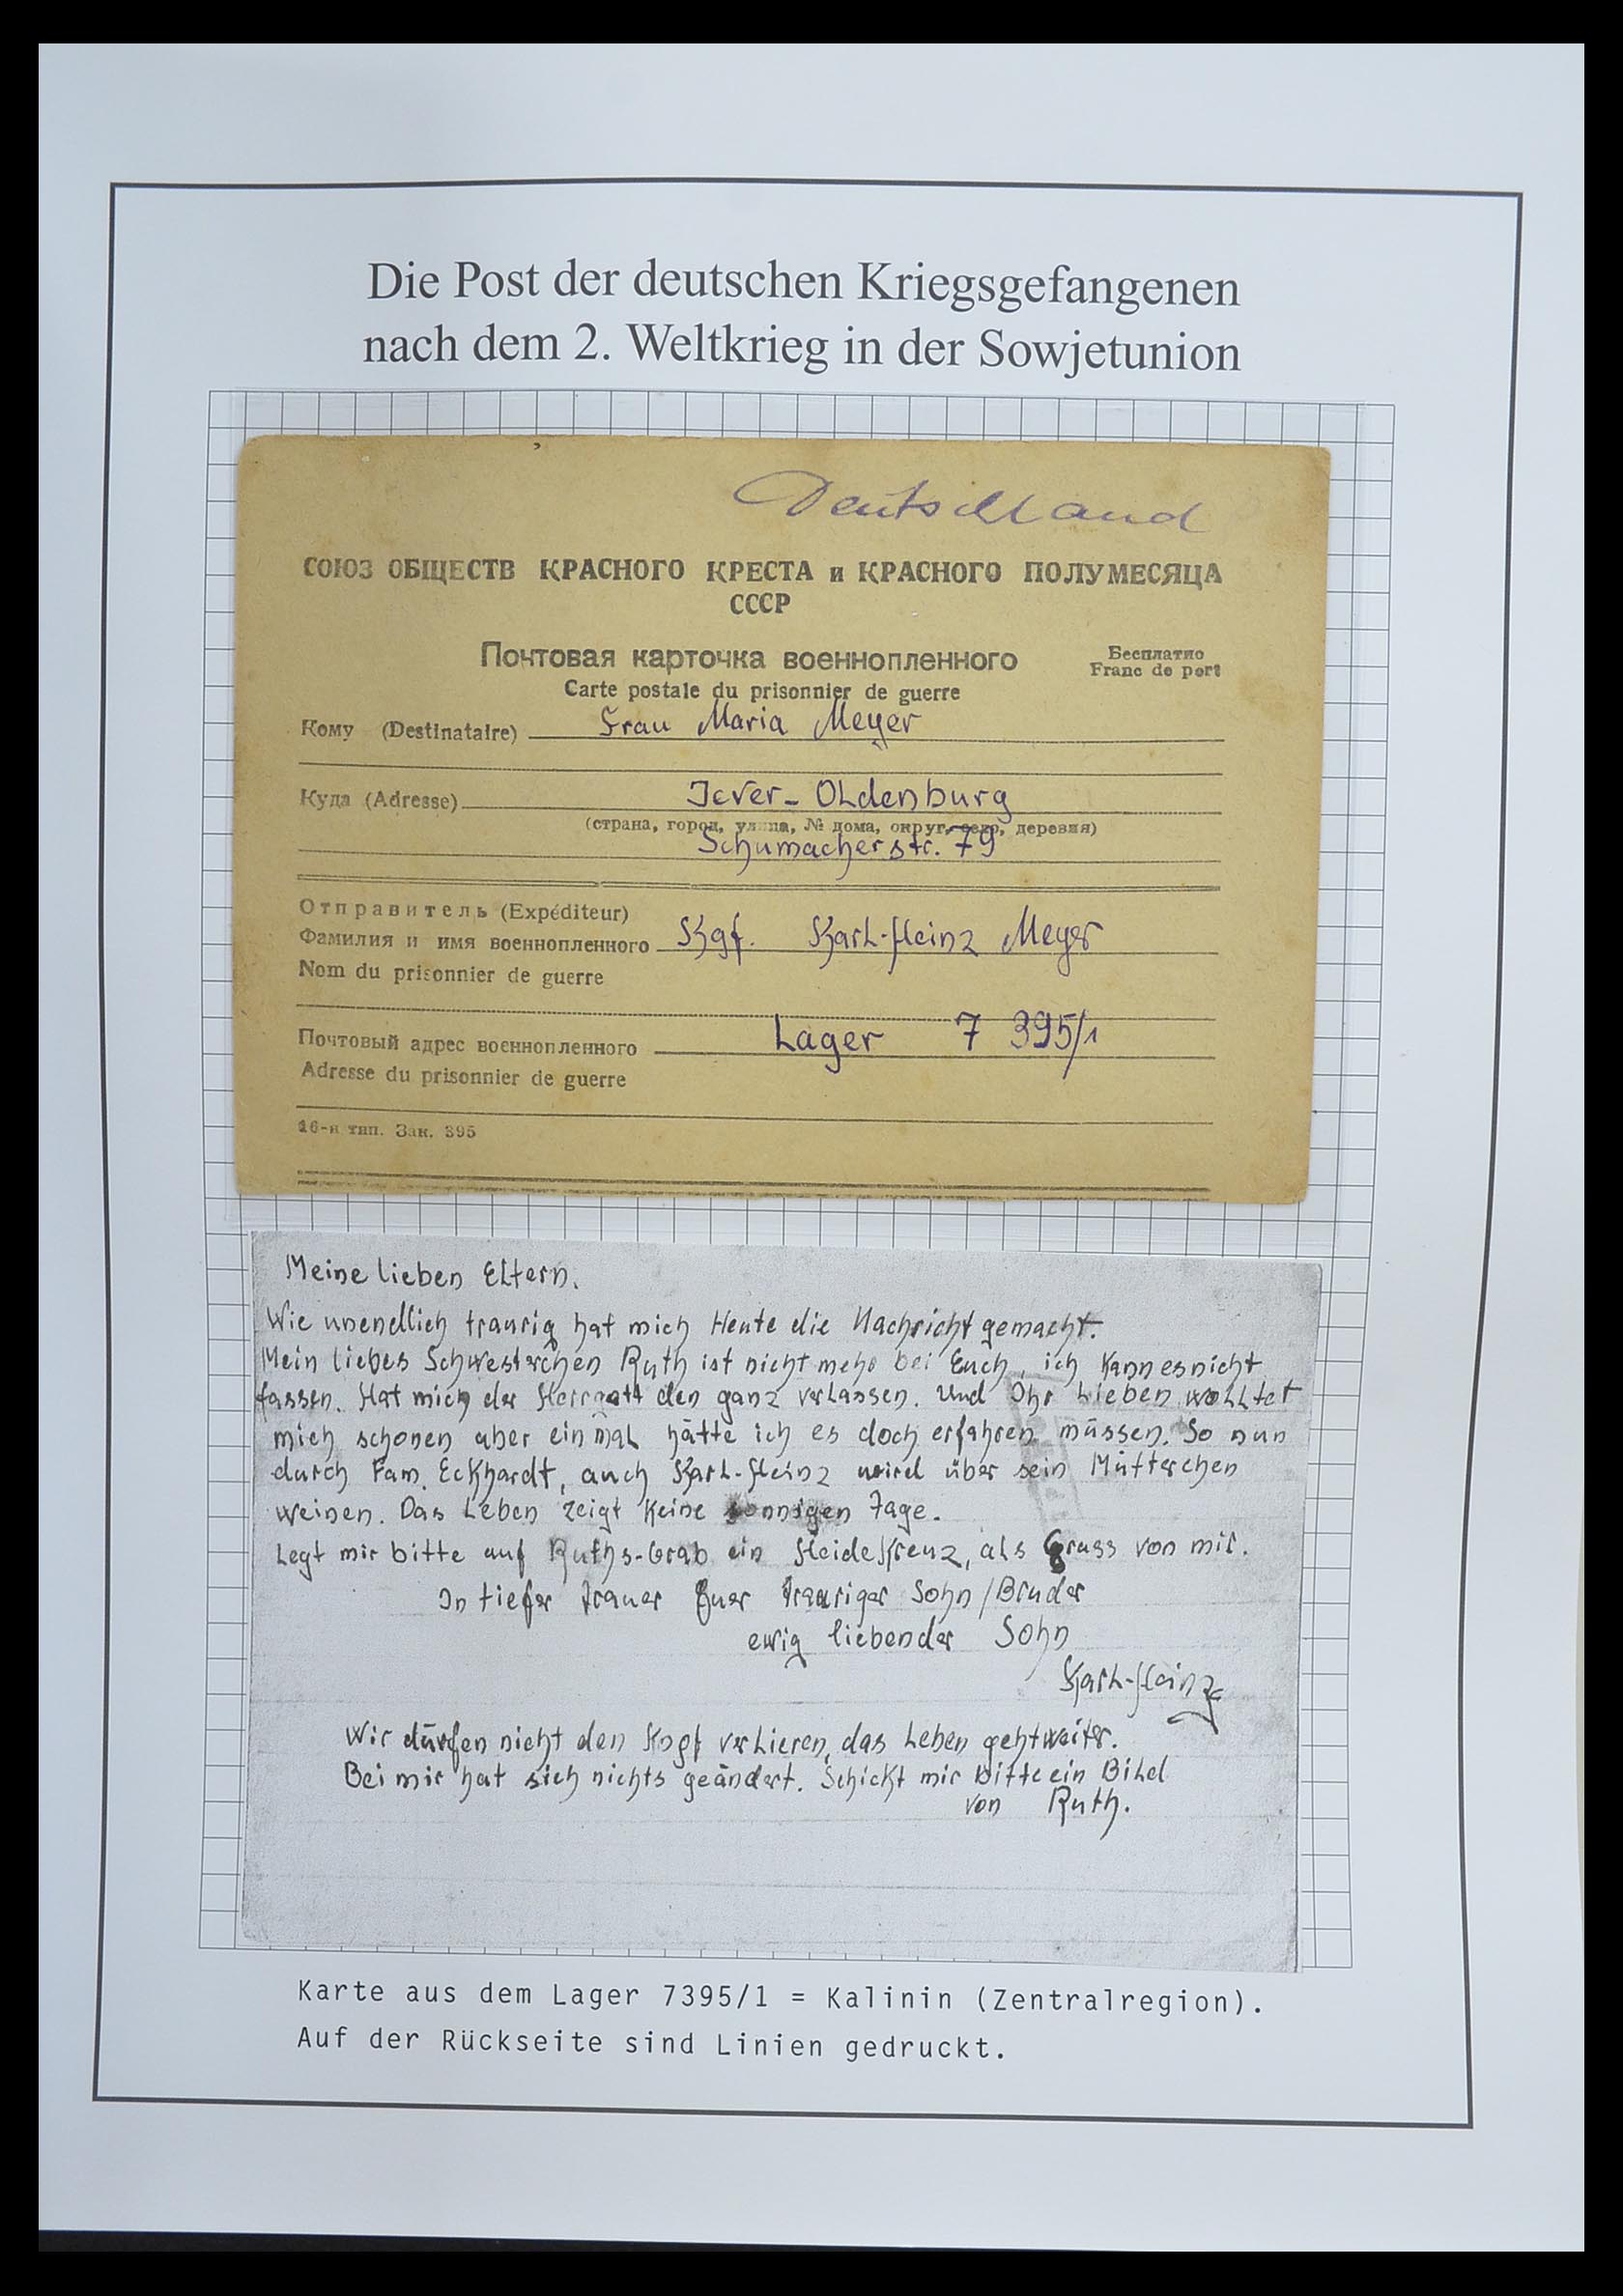 Die Post der deutschen Kriegsgefangenen
nach dem 2. Weltkrieg in der Sowjetunion
Deutschland
СОЮЗ ОБЩЕСТВ КРАСНОГО КРЕСТА и КРАСНОГО ПОЛУМЕСЯЦА
СССР
Почтовая карточка военнопленного
Бесплатно
Franc de port
Carte postale du prisonnier de guerre
Кому (Destinataire) Frau Maria Meyer
Куда (Adresse) Jever-Oldenburg
(страна, город, улица, № дома, округ, село, деревня)
Schumacherstr. 79
Отправитель (Expéditeur)
Фамилия и имя военнопленного Kgf. Karl-Heinz Meyer
Nom du prisonnier de guerre
Почтовый адрес военнопленного Lager 7 395/1
Adresse du prisonnier de guerre
16-я тип. Зак. 395
Meine lieben Eltern.
Wie unendlich traurig hat mich Heute die Nachricht gemacht.
Mein liebes Schwesterchen Ruth ist nicht mehr bei Euch, ich kann es nicht
fassen. Hat mich der Herrgott den ganz verlassen. Und Ihr Lieben wolltet
mich schonen aber einmal hätte ich es doch erfahren müssen. So nun
durch Fam. Eckhardt, auch Karl-Heinz wird über sein Mütterchen
weinen. Das Leben zeigt keine sonnigen Tage.
Legt mir bitte auf Ruths-Grab ein Heidekreuz, als Gruss von mir.
In tiefer Trauer Euer trauriger Sohn/Bruder
ewig liebender Sohn
Karl-Heinz
Wir dürfen nicht den Kopf verlieren, das Leben geht weiter.
Bei mir hat sich nichts geändert. Schickt mir bitte ein Bild
von Ruth.
Karte aus dem Lager 7395/1 = Kalinin (Zentralregion).
Auf der Rückseite sind Linien gedruckt.